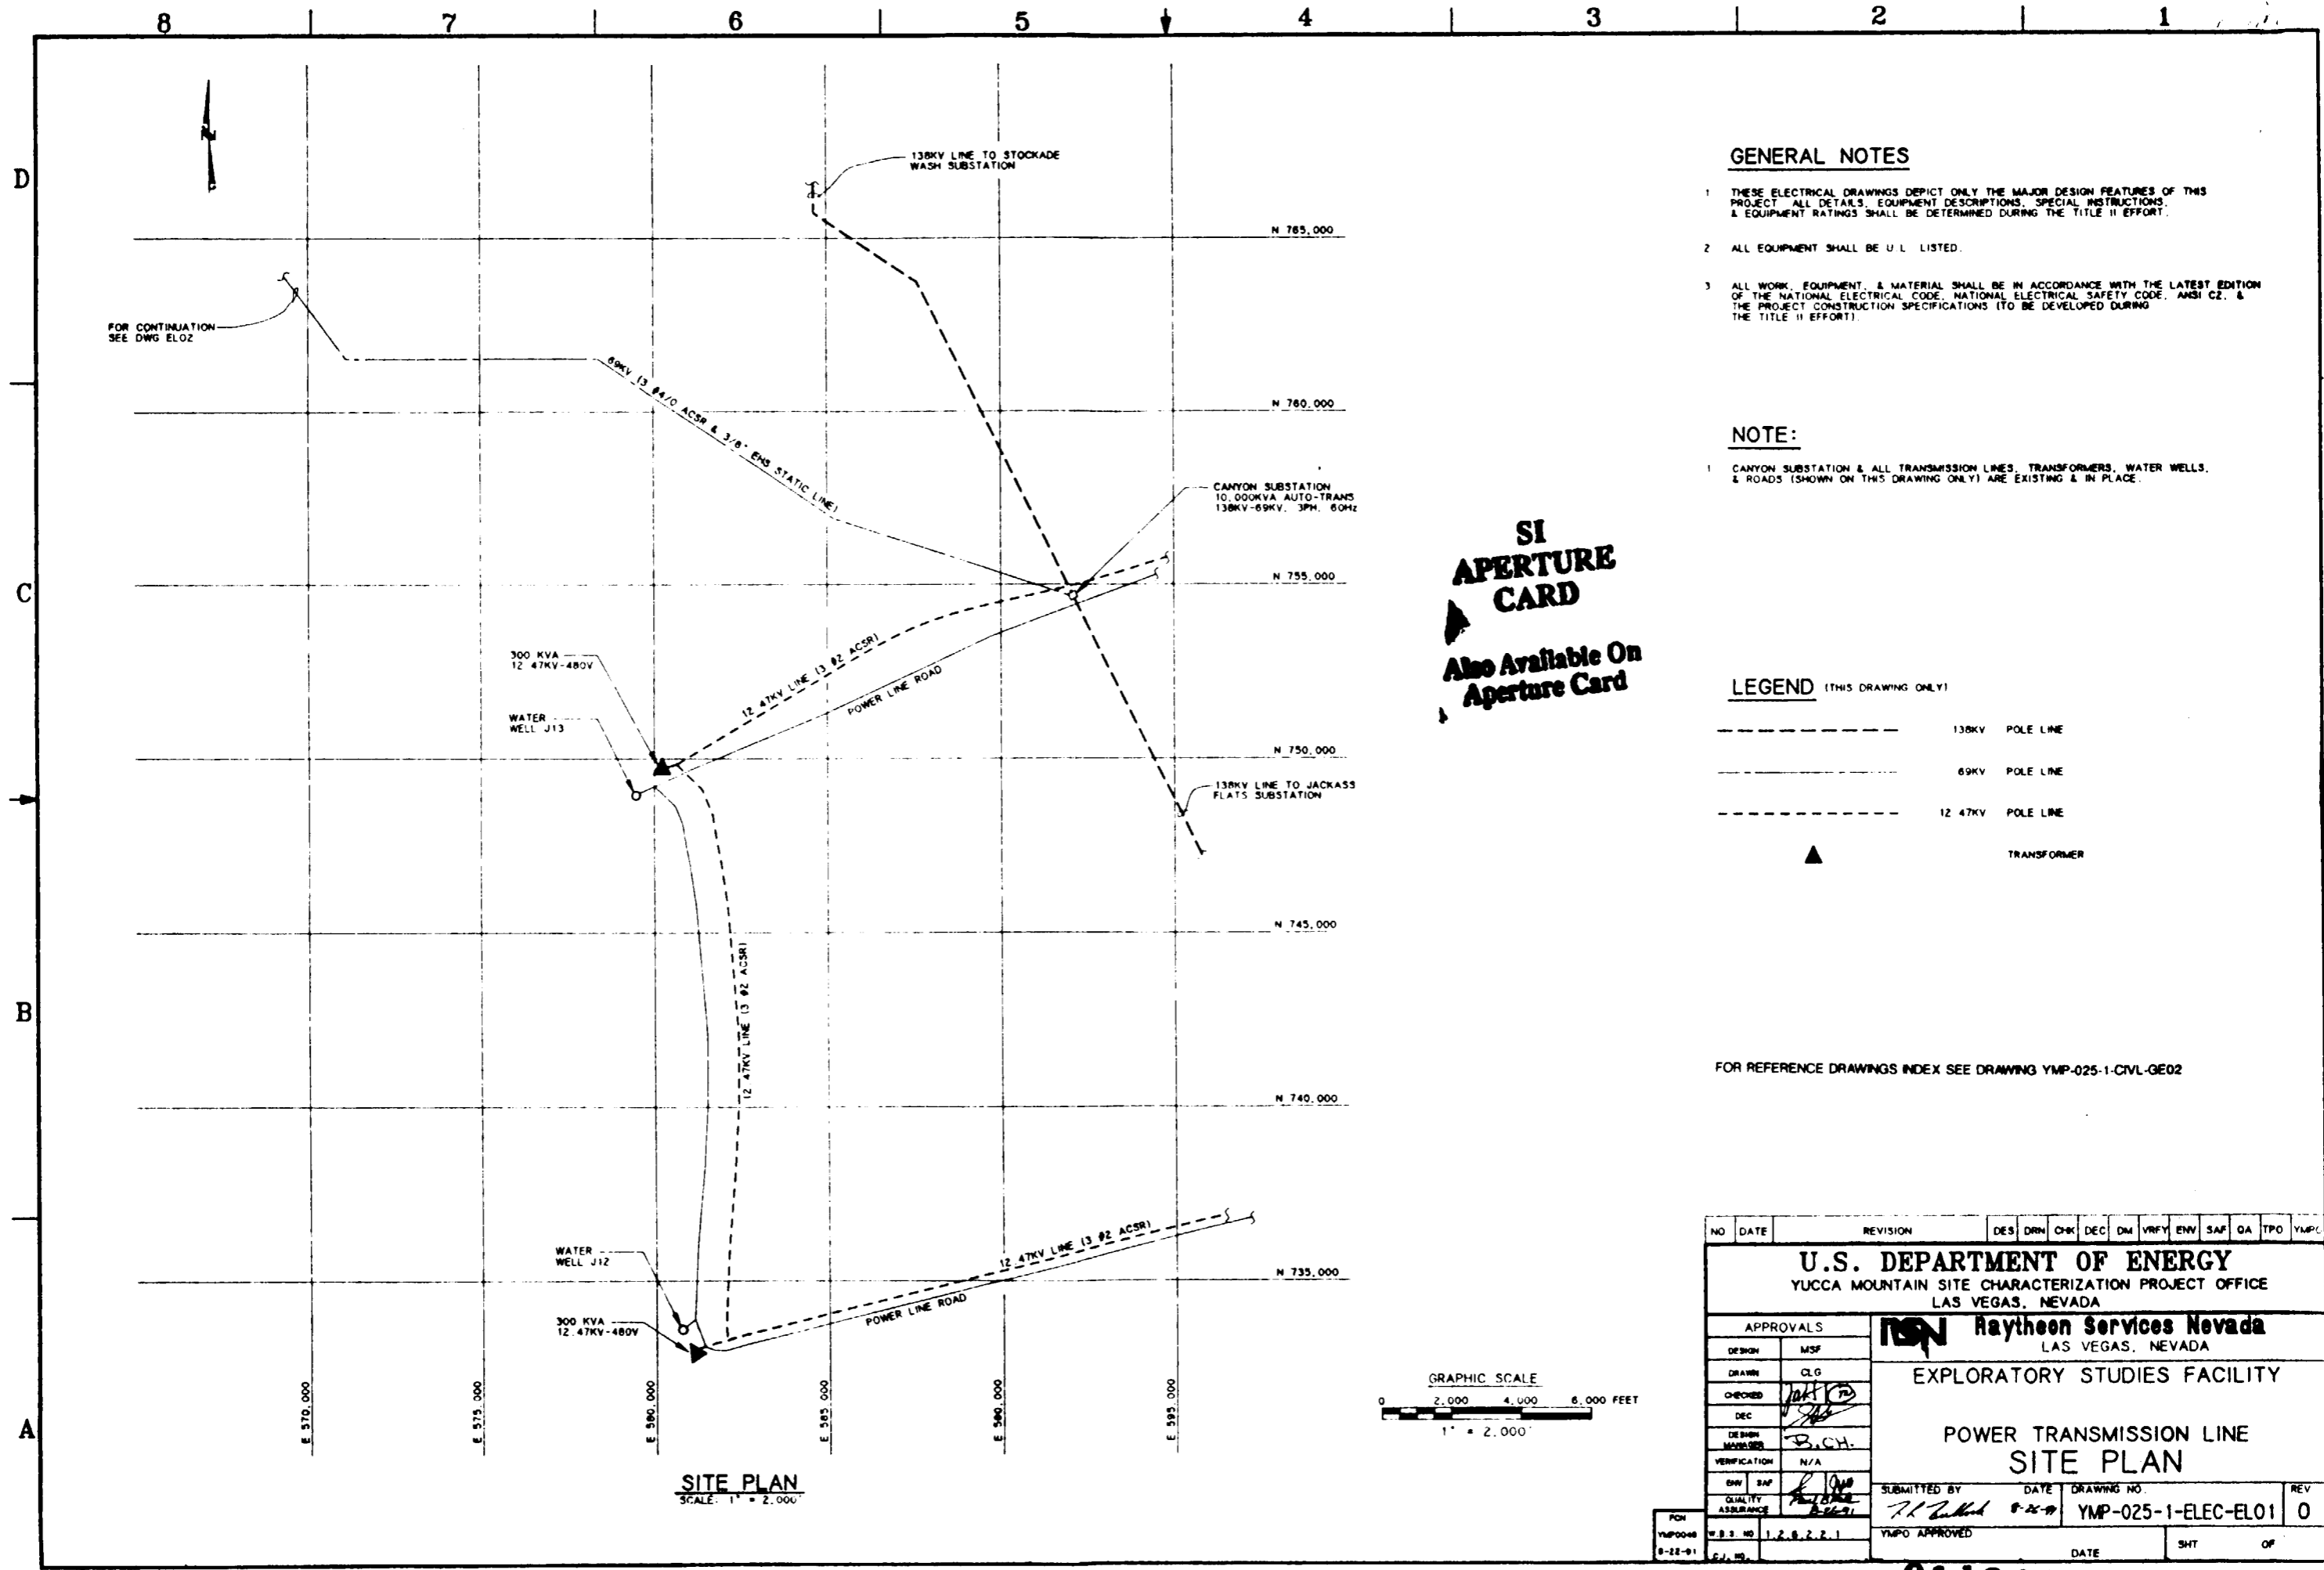 8 7 6 5 4 3 2 1
D
C
B
A
138KV LINE TO STOCKADE
WASH SUBSTATION
N 765,000
FOR CONTINUATION
SEE DWG EL02
69KV (3 #4/0 ACSR & 3/8" EHS STATIC LINE)
N 760,000
CANYON SUBSTATION
10,000KVA AUTO-TRANS
138KV-69KV, 3PH, 60Hz
N 755,000
300 KVA
12.47KV-480V
12.47KV LINE (3 #2 ACSR)
POWER LINE ROAD
WATER
WELL J13
N 750,000
138KV LINE TO JACKASS
FLATS SUBSTATION
N 745,000
12.47KV LINE (3 #2 ACSR)
N 740,000
WATER
WELL J12
12.47KV LINE (3 #2 ACSR)
N 735,000
300 KVA
12.47KV-480V
POWER LINE ROAD
E 570,000
E 575,000
E 580,000
E 585,000
E 590,000
E 595,000
SITE PLAN
SCALE: 1" = 2,000'
GRAPHIC SCALE
0 2,000 4,000 6,000 FEET
1" = 2,000'
SI
APERTURE
CARD
Also Available On
Aperture Card
GENERAL NOTES
1 THESE ELECTRICAL DRAWINGS DEPICT ONLY THE MAJOR DESIGN FEATURES OF THIS
PROJECT. ALL DETAILS, EQUIPMENT DESCRIPTIONS, SPECIAL INSTRUCTIONS,
& EQUIPMENT RATINGS SHALL BE DETERMINED DURING THE TITLE II EFFORT.
2 ALL EQUIPMENT SHALL BE U.L. LISTED.
3 ALL WORK, EQUIPMENT, & MATERIAL SHALL BE IN ACCORDANCE WITH THE LATEST EDITION
OF THE NATIONAL ELECTRICAL CODE, NATIONAL ELECTRICAL SAFETY CODE, ANSI C2, &
THE PROJECT CONSTRUCTION SPECIFICATIONS (TO BE DEVELOPED DURING
THE TITLE II EFFORT).
NOTE:
1 CANYON SUBSTATION & ALL TRANSMISSION LINES, TRANSFORMERS, WATER WELLS,
& ROADS (SHOWN ON THIS DRAWING ONLY) ARE EXISTING & IN PLACE.
LEGEND (THIS DRAWING ONLY)
138KV POLE LINE
69KV POLE LINE
12.47KV POLE LINE
TRANSFORMER
FOR REFERENCE DRAWINGS INDEX SEE DRAWING YMP-025-1-CIVL-GE02
NO DATE REVISION DES DRN CHK DEC DM VRFY ENV SAF QA TPO YMPO
U.S. DEPARTMENT OF ENERGY
YUCCA MOUNTAIN SITE CHARACTERIZATION PROJECT OFFICE
LAS VEGAS, NEVADA
APPROVALS
DESIGN MSF
DRAWN CLG
CHECKED
DEC
DESIGN MANAGER B.CH.
VERIFICATION N/A
ENV SAF
QUALITY ASSURANCE 8-26-91
W.B.S. NO 1.2.6.2.2.1
C.J. NO.
RSN Raytheon Services Nevada
LAS VEGAS, NEVADA
EXPLORATORY STUDIES FACILITY
POWER TRANSMISSION LINE
SITE PLAN
SUBMITTED BY DATE 8-26-91
DRAWING NO. YMP-025-1-ELEC-EL01
REV 0
YMPO APPROVED DATE
SHT OF
PCN
YMP0046
8-22-91